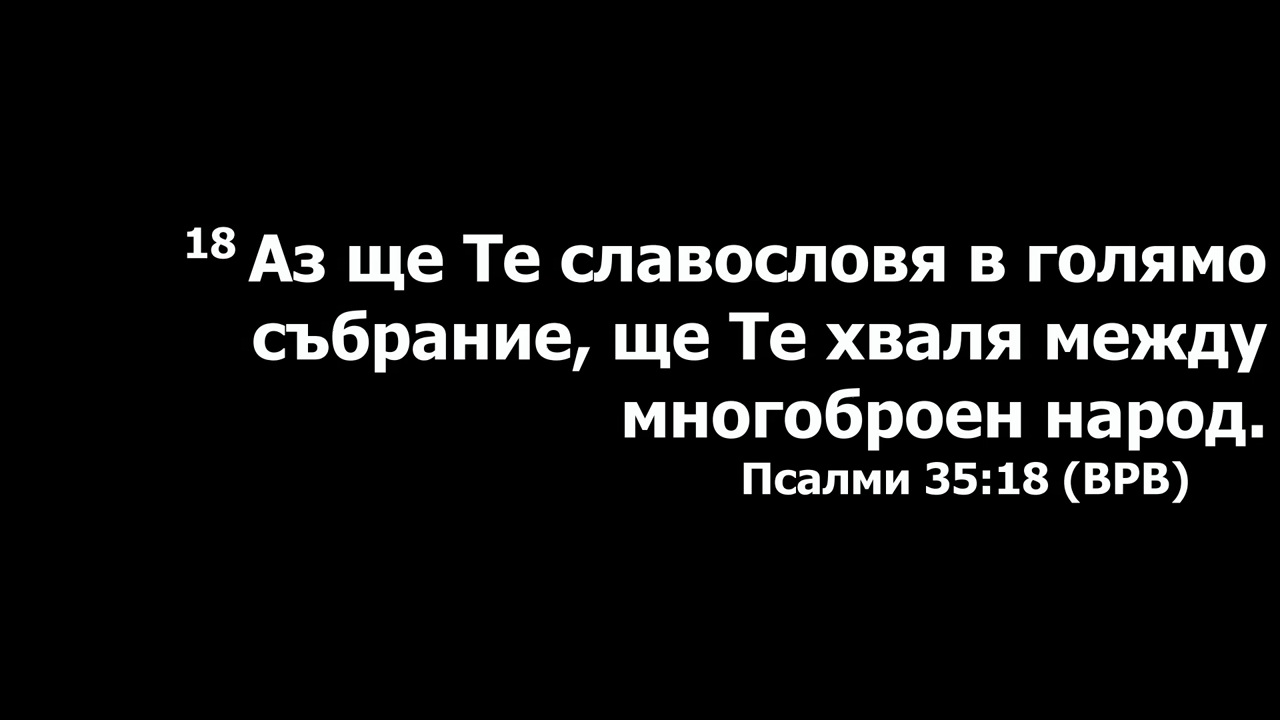 18 Аз ще Те славословя в голямо
събрание, ще Те хваля между
многоброен народ.
Псалми 35:18 (ВРВ)